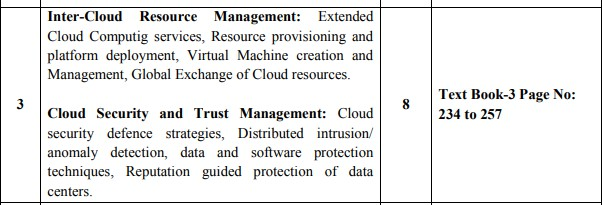 3
Inter-Cloud Resource Management: Extended
Cloud Computig services, Resource provisioning and
platform deployment, Virtual Machine creation and
Management, Global Exchange of Cloud resources.
Cloud Security and Trust Management: Cloud
security defence strategies, Distributed intrusion/
anomaly detection, data and software protection
techniques, Reputation guided protection of data
centers.
8
Text Book-3 Page No:
234 to 257